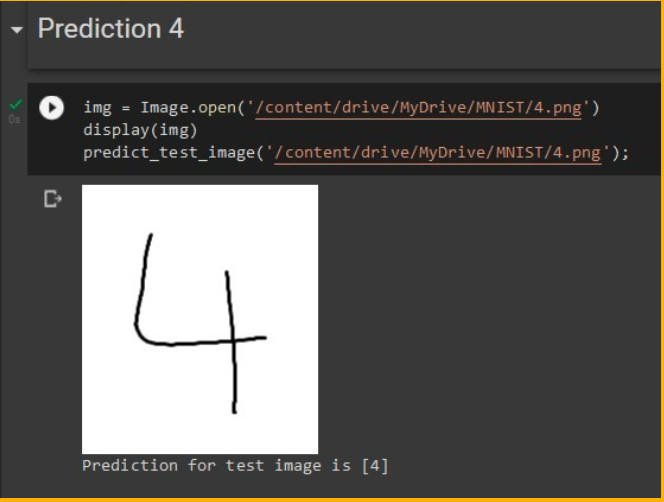 Prediction 4
0s
img = Image.open('/content/drive/MyDrive/MNIST/4.png')
display(img)
predict_test_image('/content/drive/MyDrive/MNIST/4.png');
4
Prediction for test image is [4]